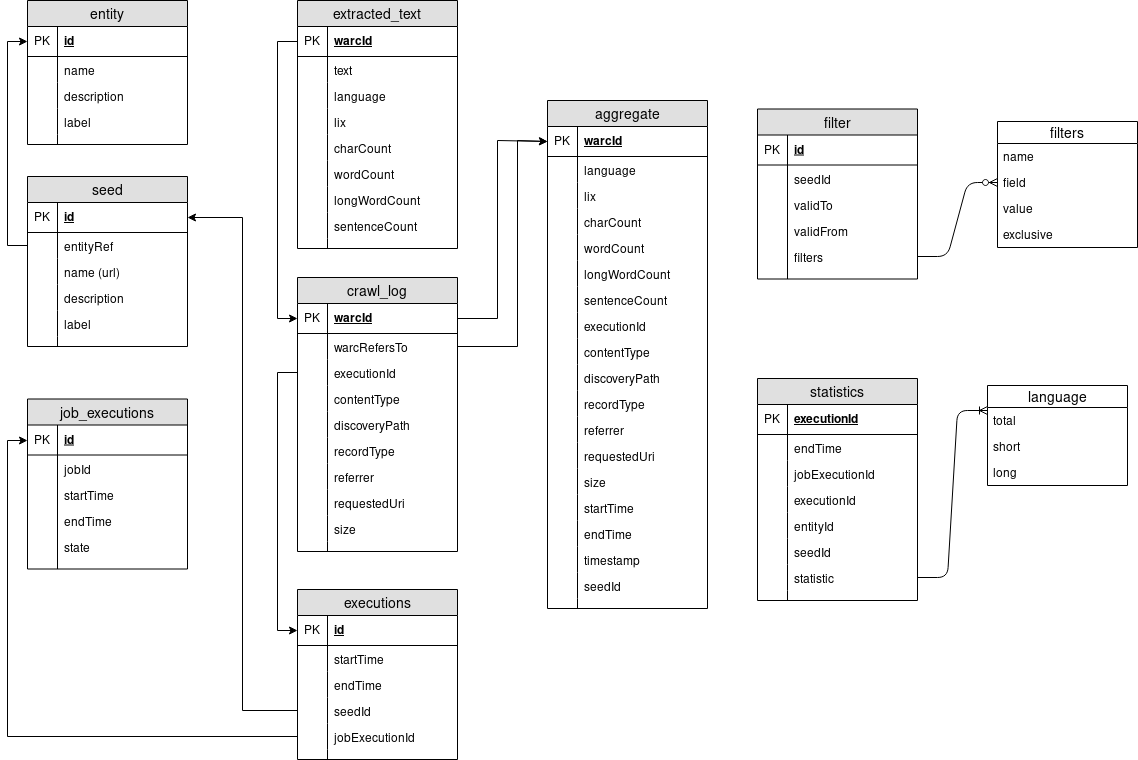 entity
PK id
name
description
label
seed
PK id
entityRef
name (url)
description
label
job_executions
PK id
jobId
startTime
endTime
state
extracted_text
PK warcId
text
language
lix
charCount
wordCount
longWordCount
sentenceCount
crawl_log
PK warcId
warcRefersTo
executionId
contentType
discoveryPath
recordType
referrer
requestedUri
size
executions
PK id
startTime
endTime
seedId
jobExecutionId
aggregate
PK warcId
language
lix
charCount
wordCount
longWordCount
sentenceCount
executionId
contentType
discoveryPath
recordType
referrer
requestedUri
size
startTime
endTime
timestamp
seedId
filter
PK id
seedId
validTo
validFrom
filters
filters
name
field
value
exclusive
statistics
PK executionId
endTime
jobExecutionId
executionId
entityId
seedId
statistic
language
total
short
long